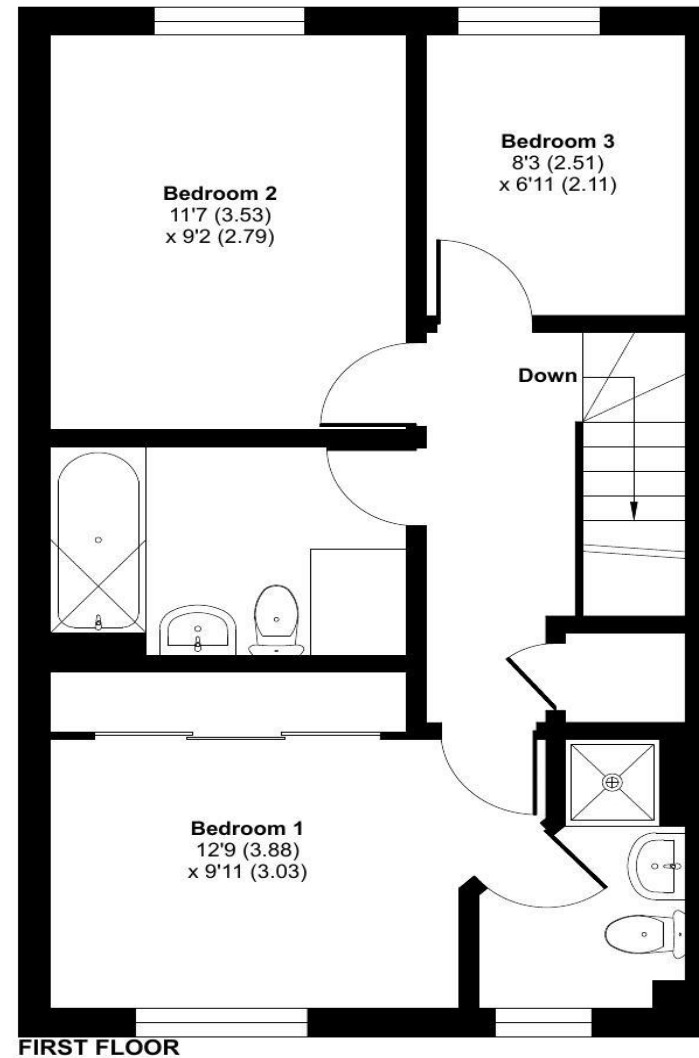 Bedroom 3
8'3 (2.51)
x 6'11 (2.11)
Bedroom 2
11'7 (3.53)
x 9'2 (2.79)
Down
Bedroom 1
12'9 (3.88)
x 9'11 (3.03)
FIRST FLOOR